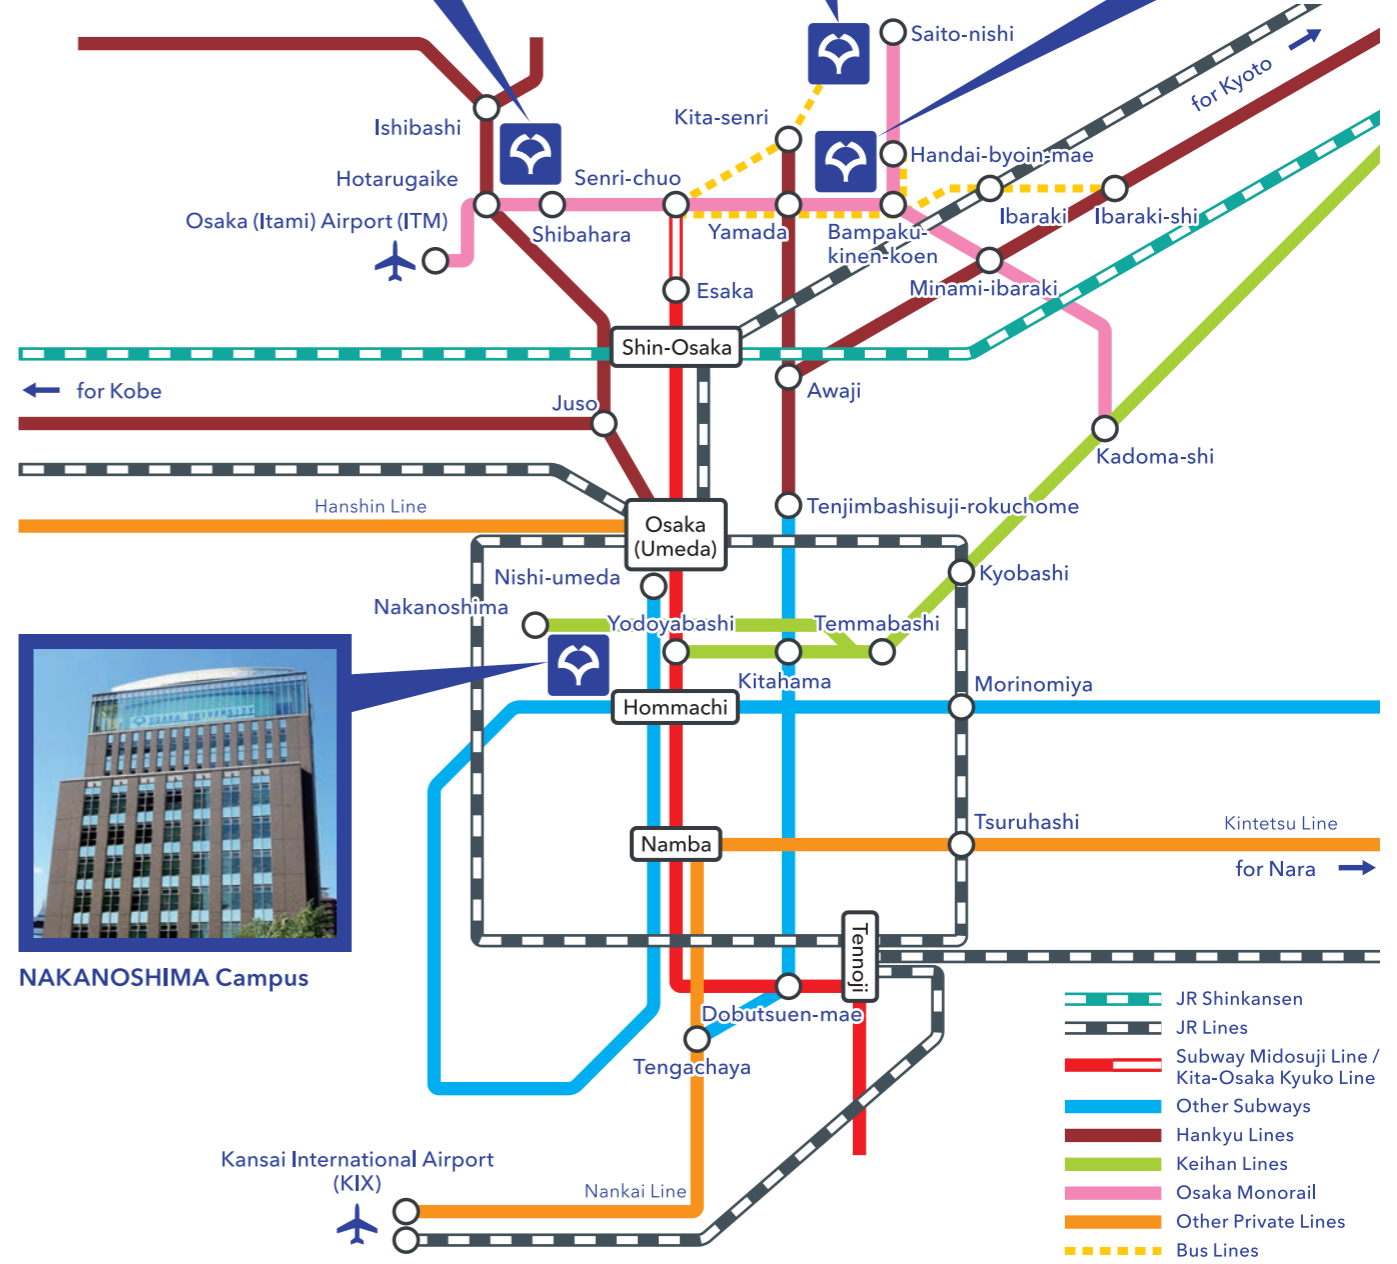 Saito-nishi
for Kyoto
Kita-senri
Ishibashi
Handai-byoin-mae
Hotarugaike
Senri-chuo
Osaka (Itami) Airport (ITM)
Shibahara
Yamada
Bampaku-
kinen-koen
Ibaraki
Ibaraki-shi
Esaka
Minami-ibaraki
Shin-Osaka
for Kobe
Awaji
Juso
Kadoma-shi
Hanshin Line
Tenjimbashisuji-rokuchome
Osaka
(Umeda)
Nishi-umeda
Kyobashi
Nakanoshima
Yodoyabashi
Temmabashi
Kitahama
Morinomiya
Hommachi
OSAKA UNIVERSITY
Tsuruhashi
Kintetsu Line
Namba
for Nara
Tennoji
NAKANOSHIMA Campus
Dobutsuen-mae
Tengachaya
Kansai International Airport
(KIX)
Nankai Line
JR Shinkansen
JR Lines
Subway Midosuji Line /
Kita-Osaka Kyuko Line
Other Subways
Hankyu Lines
Keihan Lines
Osaka Monorail
Other Private Lines
Bus Lines